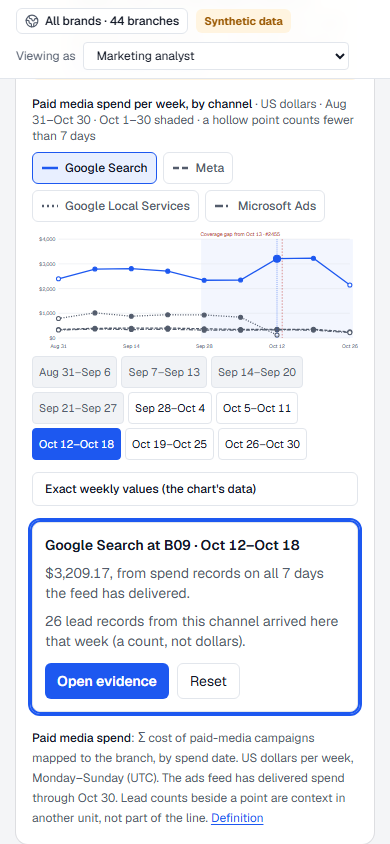 All brands · 44 branches
Synthetic data
Viewing as
Marketing analyst
Paid media spend per week, by channel · US dollars · Aug
31–Oct 30 · Oct 1–30 shaded · a hollow point counts fewer
than 7 days
Google Search
Meta
Google Local Services
Microsoft Ads
Coverage gap from Oct 13 · #2455
$4,000
$3,000
$2,000
$1,000
$0
Aug 31
Sep 14
Sep 28
Oct 12
Oct 26
Aug 31–Sep 6
Sep 7–Sep 13
Sep 14–Sep 20
Sep 21–Sep 27
Sep 28–Oct 4
Oct 5–Oct 11
Oct 12–Oct 18
Oct 19–Oct 25
Oct 26–Oct 30
Exact weekly values (the chart's data)
Google Search at B09 · Oct 12–Oct 18
$3,209.17, from spend records on all 7 days
the feed has delivered.
26 lead records from this channel arrived here
that week (a count, not dollars).
Open evidence
Reset
Paid media spend: Σ cost of paid-media campaigns
mapped to the branch, by spend date. US dollars per week,
Monday–Sunday (UTC). The ads feed has delivered spend
through Oct 30. Lead counts beside a point are context in
another unit, not part of the line. Definition